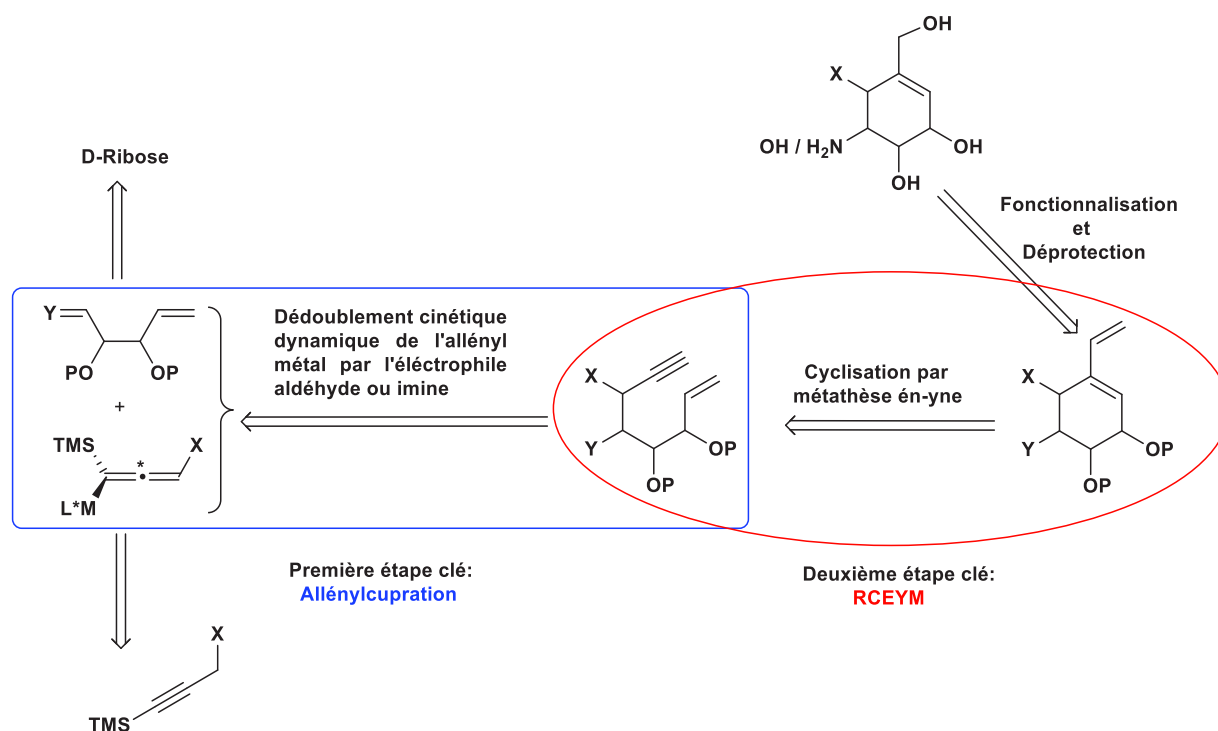 OH
X
D-Ribose
OH / H2N
OH
OH
Fonctionnalisation
et
Déprotection
Y
PO
OP
+
TMS
X
*
L*M
Dédoublement cinétique
dynamique de l'allényl
métal par l'éléctrophile
aldéhyde ou imine
X
Y
OP
OP
Cyclisation par
métathèse én-yne
X
Y
OP
OP
Première étape clé:
Allénylcupration
Deuxième étape clé:
RCEYM
X
TMS